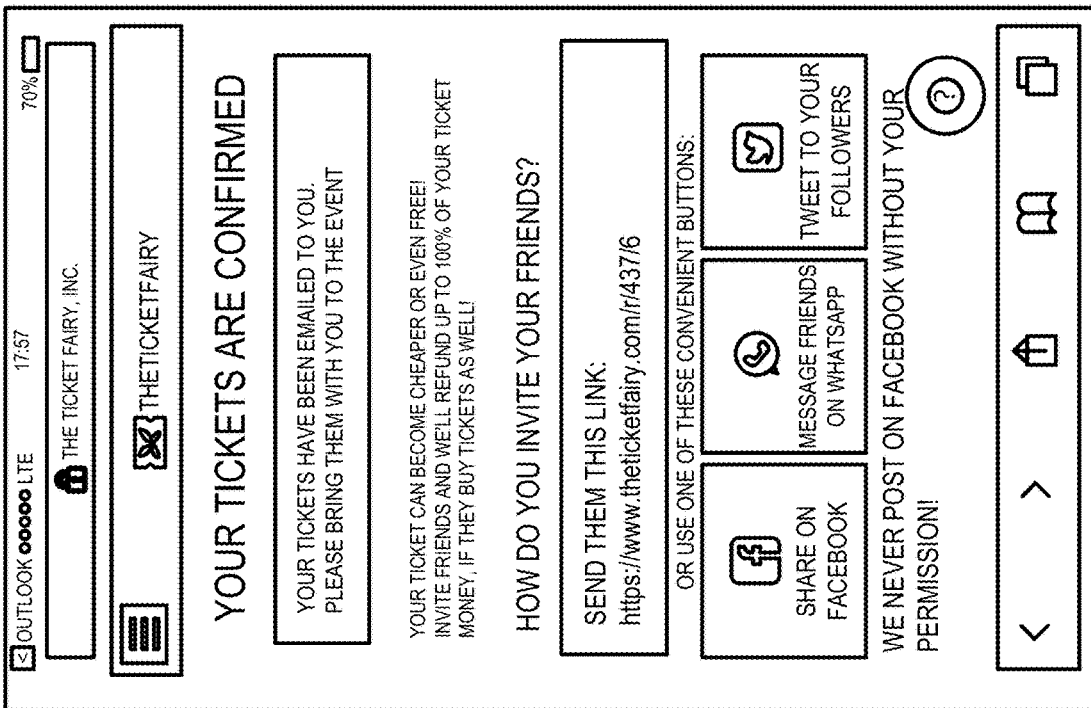 < OUTLOOK ooooo LTE 17:57 70%
THE TICKET FAIRY, INC.
THETICKETFAIRY
YOUR TICKETS ARE CONFIRMED
YOUR TICKETS HAVE BEEN EMAILED TO YOU.
PLEASE BRING THEM WITH YOU TO THE EVENT
YOUR TICKET CAN BECOME CHEAPER OR EVEN FREE!
INVITE FRIENDS AND WE'LL REFUND UP TO 100% OF YOUR TICKET
MONEY, IF THEY BUY TICKETS AS WELL!
HOW DO YOU INVITE YOUR FRIENDS?
SEND THEM THIS LINK:
https://www.theticketfairy.com/r/437/6
OR USE ONE OF THESE CONVENIENT BUTTONS:
SHARE ON
FACEBOOK
MESSAGE FRIENDS
ON WHATSAPP
TWEET TO YOUR
FOLLOWERS
WE NEVER POST ON FACEBOOK WITHOUT YOUR
PERMISSION!
?